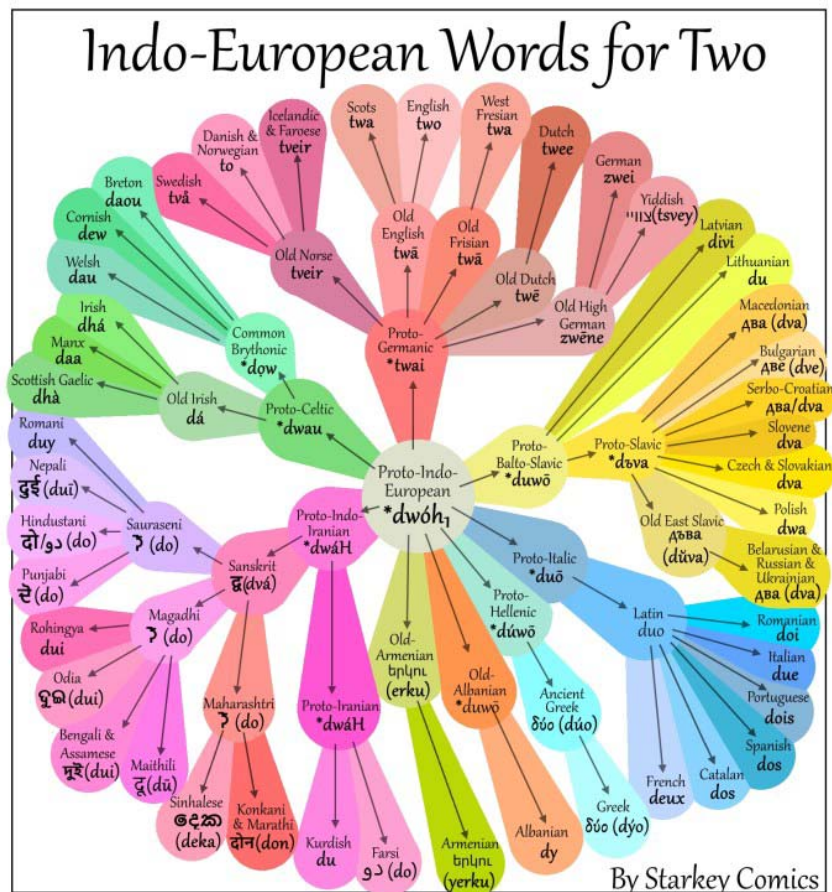 Indo-European Words for Two
Scots
twa
English
two
West
Fresian
twa
Dutch
twee
German
zwei
Yiddish
צוויי(tsvey)
Icelandic
& Faroese
tveir
Danish &
Norwegian
to
Swedish
två
Breton
daou
Cornish
dew
Welsh
dau
Irish
dhá
Manx
daa
Scottish Gaelic
dhà
Old Norse
tveir
Old
English
twā
Old
Frisian
twā
Old Dutch
twē
Old High
German
zwēne
Proto-
Germanic
*twai
Latvian
divi
Lithuanian
du
Macedonian
два (dva)
Bulgarian
две (dve)
Serbo-Croatian
два/dva
Slovene
dva
Czech & Slovakian
dva
Polish
dwa
Belarusian &
Russian &
Ukrainian
два (dva)
Common
Brythonic
*dọw
Old Irish
dá
Proto-Celtic
*dwau
Proto-
Balto-Slavic
*duwō
Proto-Slavic
*dъva
Old East Slavic
дъва
(dŭva)
Proto-Indo-
European
*dwóh₁
Romani
duy
Nepali
दुई (duī)
Hindustani
दो/دو (do)
Punjabi
ਦੋ (do)
Sauraseni
(do)
Proto-Indo-
Iranian
*dwáH
Sanskrit
द्व (dvá)
Magadhi
(do)
Rohingya
dui
Odia
ଦୁଇ (dui)
Bengali &
Assamese
দুই (dui)
Maithili
दू (dū)
Maharashtri
(do)
Sinhalese
දෙක
(deka)
Konkani
& Marathi
दोन (don)
Proto-Iranian
*dwáH
Kurdish
du
Farsi
دو (do)
Old-
Armenian
երկու
(erku)
Armenian
երկու
(yerku)
Old-
Albanian
*duwō
Albanian
dy
Proto-
Hellenic
*dúwō
Ancient
Greek
δύο (dúo)
Greek
δύο (dýo)
Proto-Italic
*duō
Latin
duo
Romanian
doi
Italian
due
Portuguese
dois
Spanish
dos
Catalan
dos
French
deux
By Starkey Comics